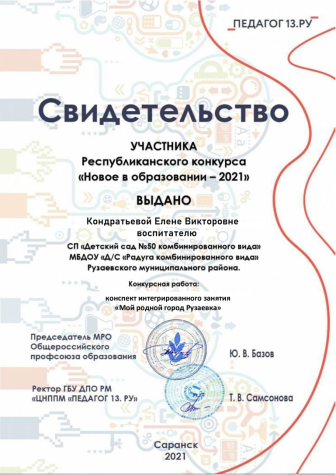 ПЕДАГОГ 13.РУ
Свидетельство
УЧАСТНИКА
Республиканского конкурса
«Новое в образовании – 2021»
ВЫДАНО
Кондратьевой Елене Викторовне
воспитателю
СП «Детский сад №50 комбинированного вида»
МБДОУ «Д/С «Радуга комбинированного вида»
Рузаевского муниципального района.
Конкурсная работа:
конспект интегрированного занятия
«Мой родной город Рузаевка»
Председатель МРО
Общероссийского
профсоюза образования
Ю. В. Базов
Ректор ГБУ ДПО РМ
«ЦНППМ «ПЕДАГОГ 13. РУ»
Т. В. Самсонова
Саранск
2021